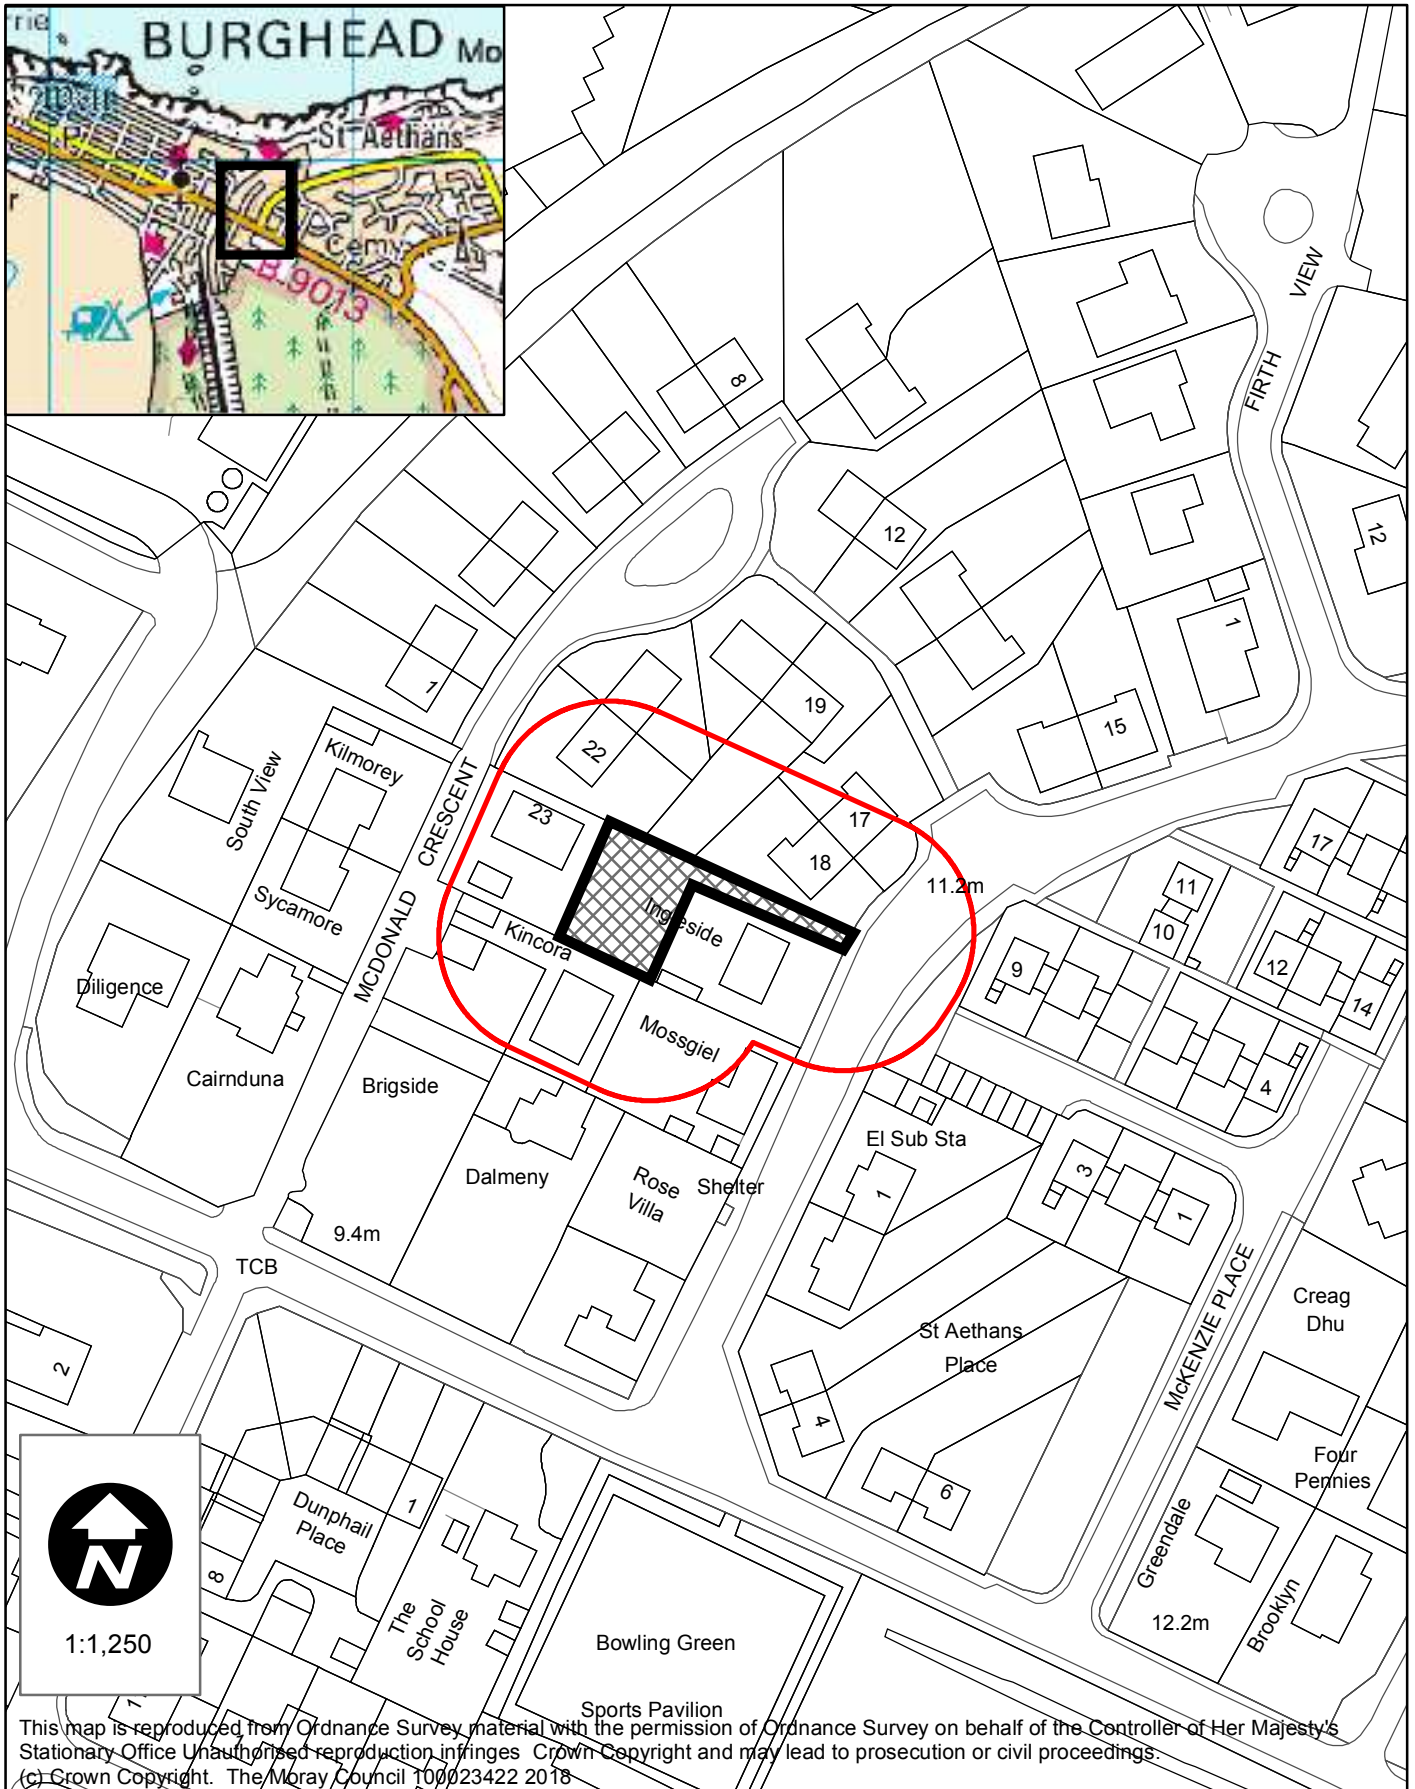 BURGHEAD
Mo
rie
Well
St Aethans
Cemy
B.9013
r
VIEW
FIRTH
8
12
12
1
1
15
19
22
17
18
23
Kilmorey
South View
Sycamore
MCDONALD CRESCENT
Kincora
Ingleside
11.2m
17
11
10
9
12
14
4
Diligence
Mossgiel
Cairnduna
Brigside
El Sub Sta
Dalmeny
Rose
Villa
Shelter
1
3
1
9.4m
TCB
McKENZIE PLACE
Creag
Dhu
St Aethans
Place
2
4
6
Four
Pennies
Greendale
Brooklyn
12.2m
Dunphail
Place
1
8
The
School
House
Bowling Green
Sports Pavilion
N
1:1,250
1
This map is reproduced from Ordnance Survey material with the permission of Ordnance Survey on behalf of the Controller of Her Majesty's
Stationary Office Unauthorised reproduction infringes Crown Copyright and may lead to prosecution or civil proceedings.
(c) Crown Copyright. The Moray Council 100023422 2018